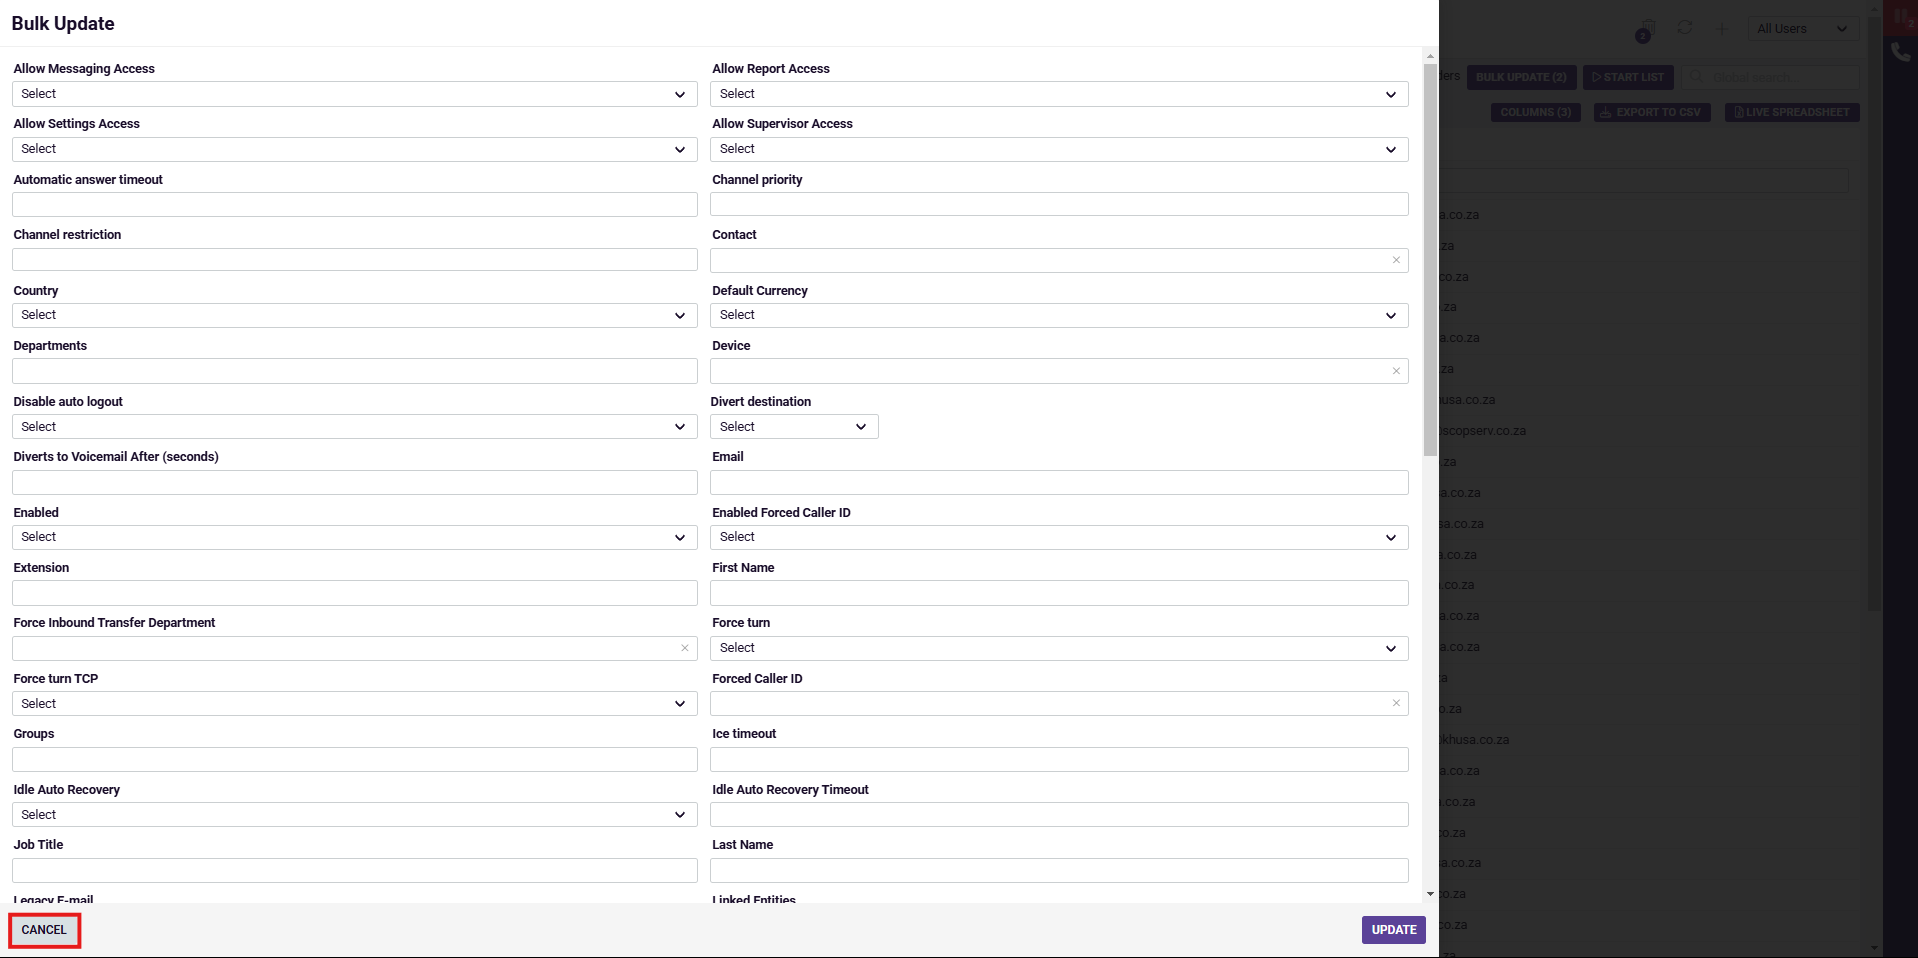 Bulk Update
Allow Messaging Access
Select
Allow Report Access
Select
Allow Settings Access
Select
Allow Supervisor Access
Select
Automatic answer timeout
Channel priority
Channel restriction
Contact
Country
Select
Default Currency
Select
Departments
Device
Disable auto logout
Select
Divert destination
Select
Diverts to Voicemail After (seconds)
Email
Enabled
Select
Enabled Forced Caller ID
Select
Extension
First Name
Force Inbound Transfer Department
Force turn
Select
Force turn TCP
Select
Forced Caller ID
Groups
Ice timeout
Idle Auto Recovery
Select
Idle Auto Recovery Timeout
Job Title
Last Name
Legacy E-mail
Linked Entities
CANCEL
UPDATE
2
All Users
2
ders
BULK UPDATE (2)
START LIST
Global search...
COLUMNS (3)
EXPORT TO CSV
LIVE SPREADSHEET
a.co.za
za
co.za
.za
a.co.za
za
usa.co.za
scopserv.co.za
.za
a.co.za
sa.co.za
a.co.za
.co.za
a.co.za
a.co.za
a
o.za
khusa.co.za
a.co.za
.co.za
co.za
sa.co.za
o.za
co.za
za